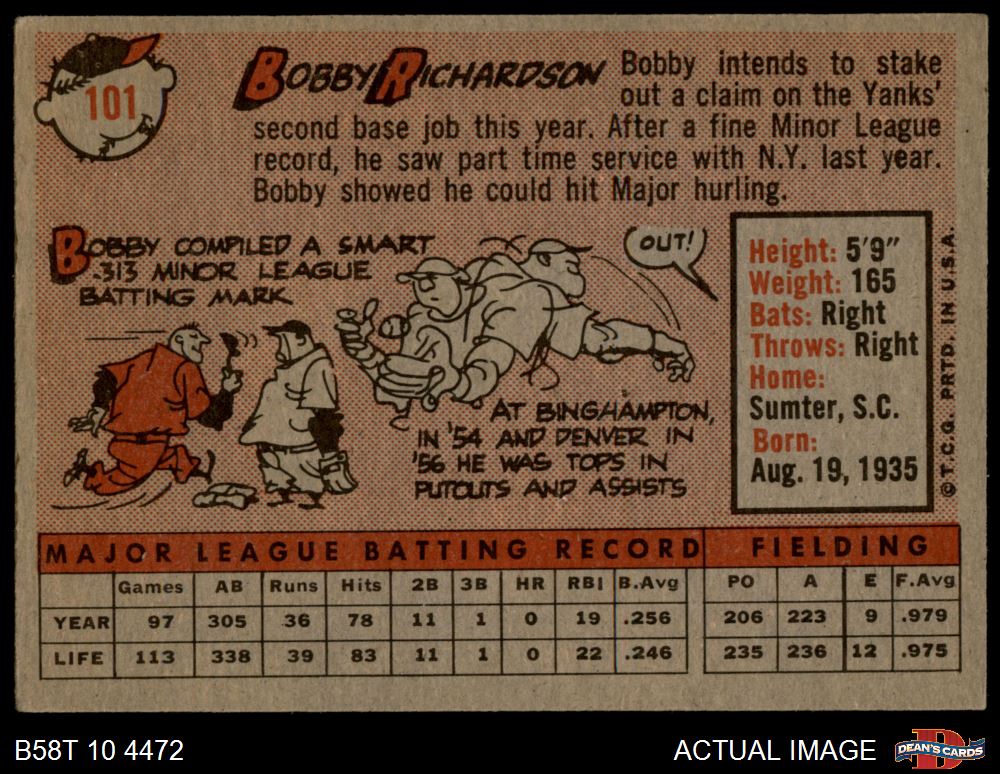 101
BOBBY RICHARDSON
Bobby intends to stake
out a claim on the Yanks'
second base job this year. After a fine Minor League
record, he saw part time service with N.Y. last year.
Bobby showed he could hit Major hurling.
BOBBY COMPILED A SMART
.313 MINOR LEAGUE
BATTING MARK
OUT!
AT BINGHAMPTON,
IN '54 AND DENVER IN
'56 HE WAS TOPS IN
PUTOUTS AND ASSISTS
Height: 5'9"
Weight: 165
Bats: Right
Throws: Right
Home:
Sumter, S.C.
Born:
Aug. 19, 1935
© T.C.G. PRTD. IN U.S.A.
MAJOR LEAGUE BATTING RECORD FIELDING
Games AB Runs Hits 2B 3B HR RBI B.Avg PO A E F.Avg
YEAR 97 305 36 78 11 1 0 19 .256 206 223 9 .979
LIFE 113 338 39 83 11 1 0 22 .246 235 236 12 .975
B58T 10 4472 ACTUAL IMAGE
DEAN'S CARDS